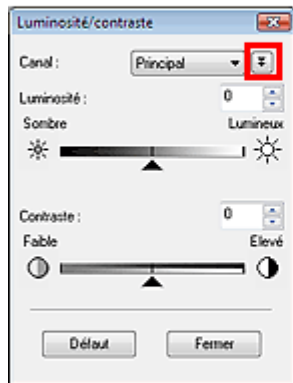 Luminosité/contraste
Canal : Principal
Luminosité : 0
Sombre Lumineux
Contraste : 0
Faible Elevé
Défaut Fermer